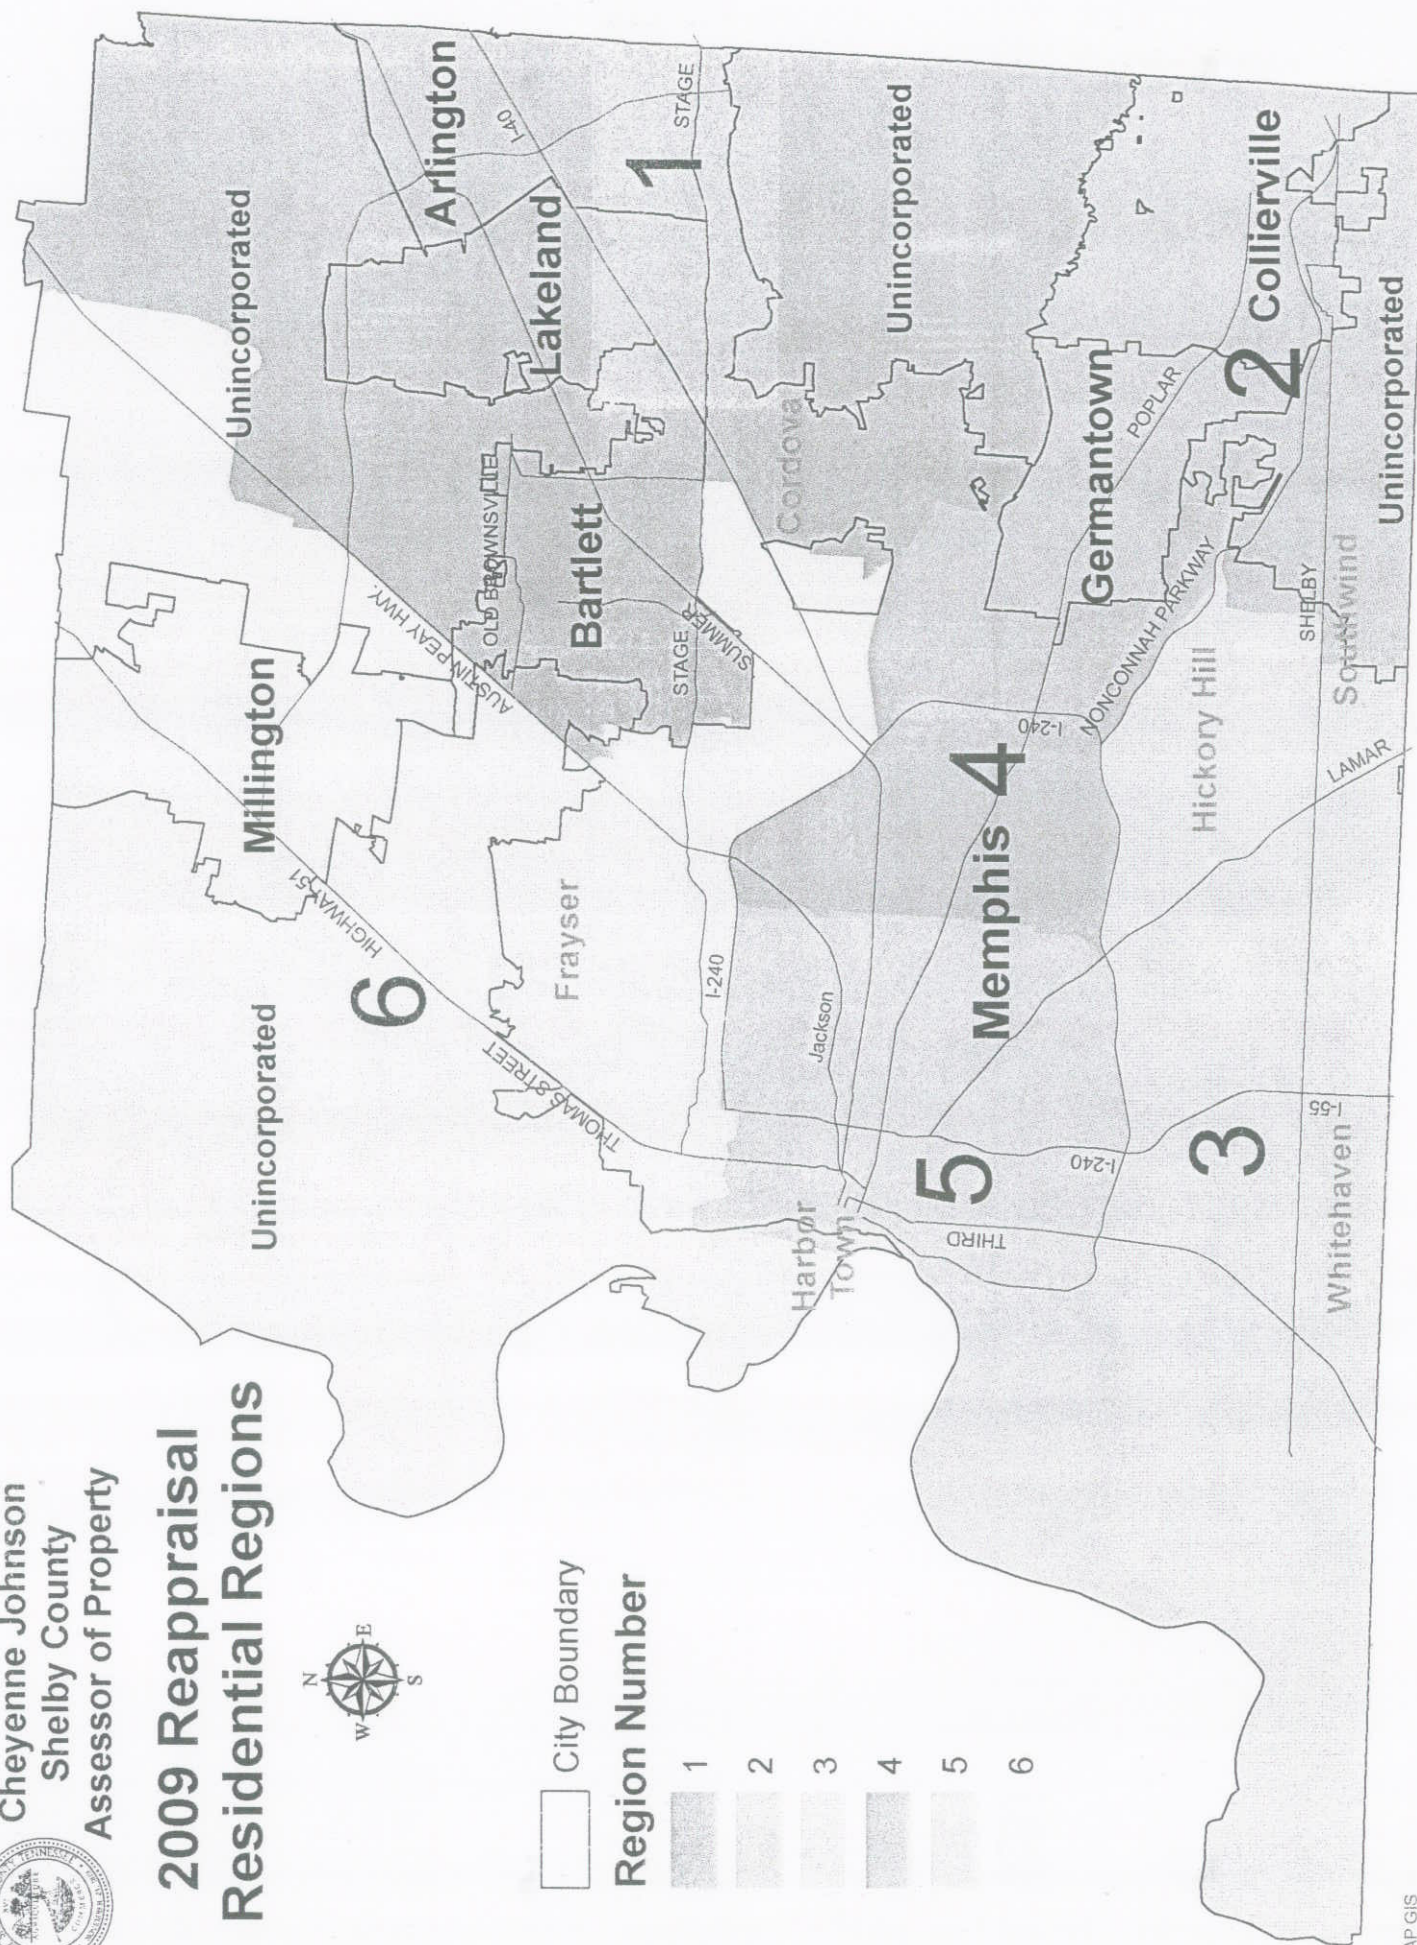 Cheyenne Johnson
Shelby County
Assessor of Property
2009 Reappraisal
Residential Regions
N
W
E
S
City Boundary
Region Number
1
2
3
4
5
6
Unincorporated
Millington
HIGHWAY 51
6
Unincorporated
AUSTIN PEAY HWY.
Arlington
I-40
Lakeland
OLD BROWNSVILLE
Bartlett
STAGE
SUMMER
STAGE
1
Frayser
THOMAS STREET
I-240
Jackson
Cordova
Unincorporated
Harbor
Town
5
THIRD
I-240
Memphis
4
I-240
Germantown
POPLAR
NONCONNAH PARKWAY
2
Collierville
Hickory Hill
3
Whitehaven
I-55
LAMAR
SHELBY
Southwind
Unincorporated